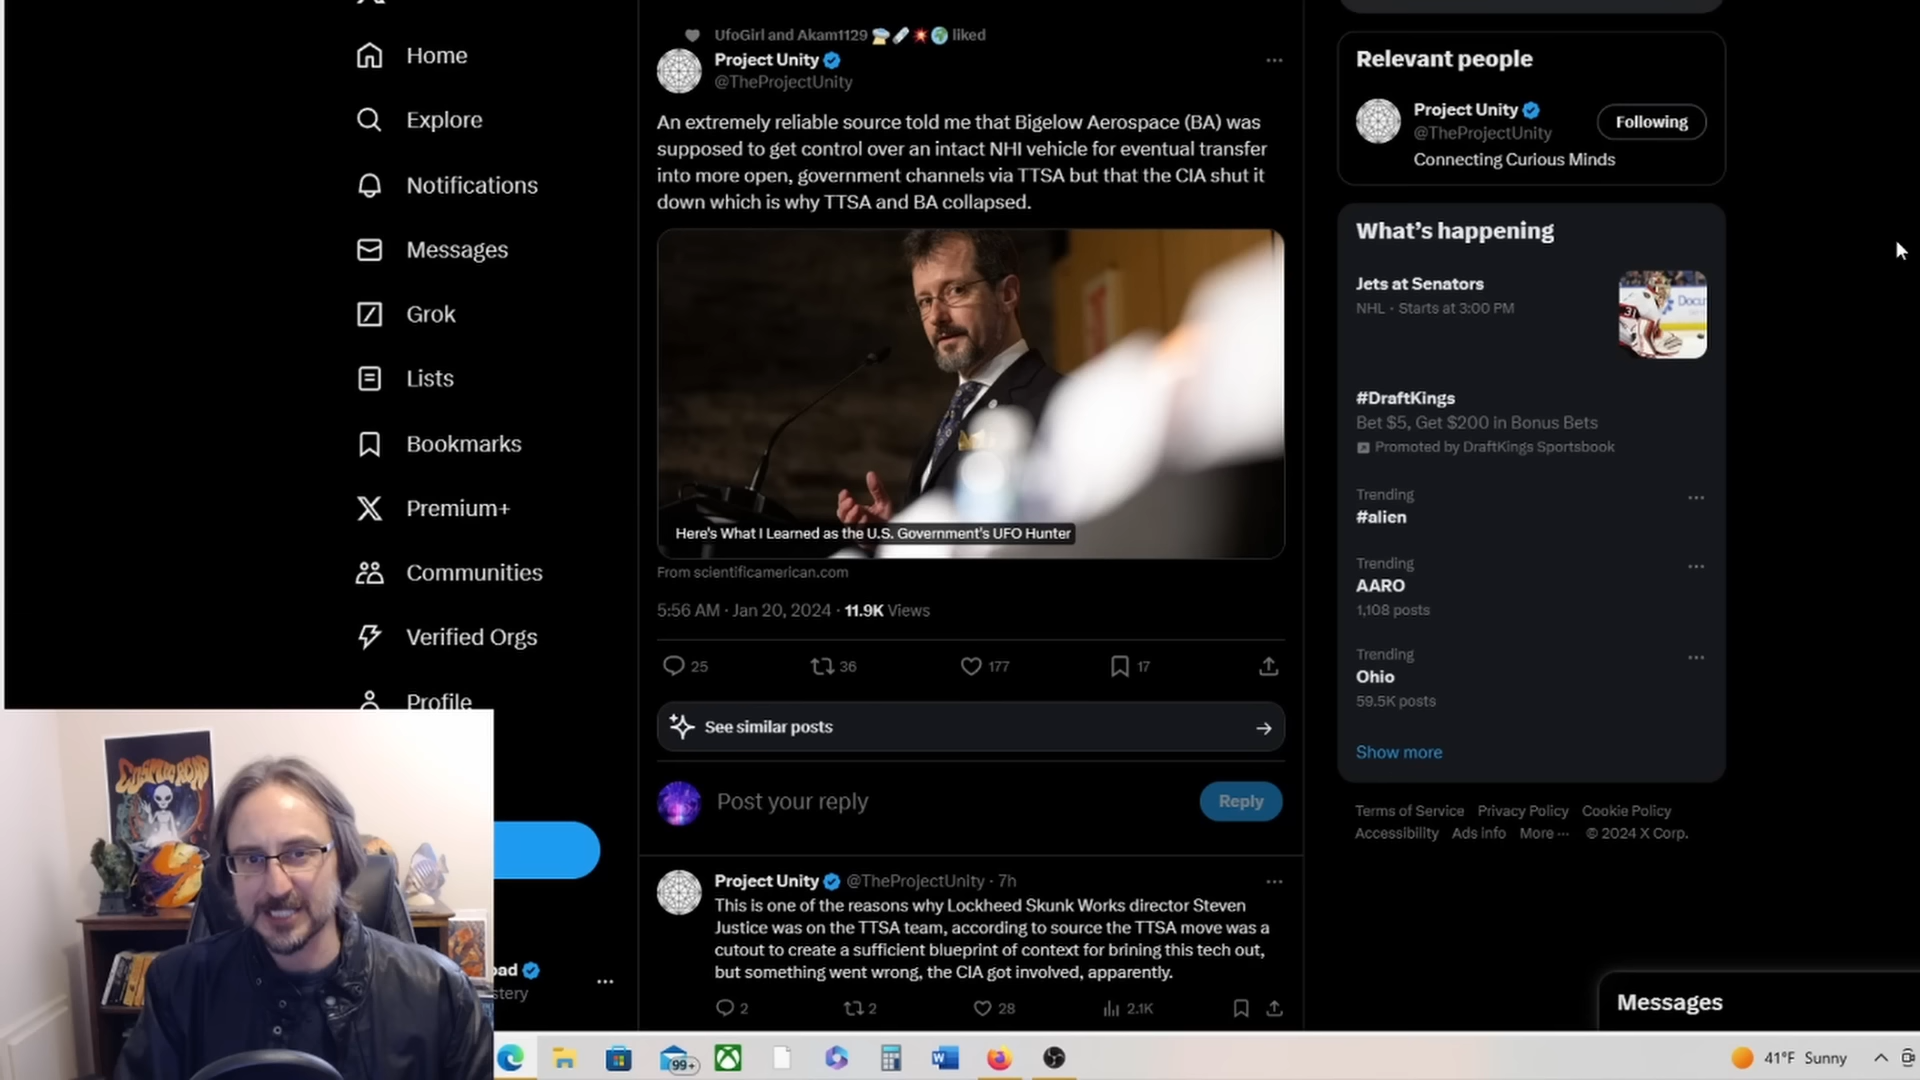 Home
Explore
Notifications
Messages
Grok
Lists
Bookmarks
Premium+
Communities
Verified Orgs
Profile
UfoGirl and Akam1129 liked
Project Unity
@TheProjectUnity
An extremely reliable source told me that Bigelow Aerospace (BA) was
supposed to get control over an intact NHI vehicle for eventual transfer
into more open, government channels via TTSA but that the CIA shut it
down which is why TTSA and BA collapsed.
Here's What I Learned as the U.S. Government's UFO Hunter
From scientificamerican.com
5:56 AM · Jan 20, 2024 · 11.9K Views
25 36 177 17
See similar posts
Post your reply
Reply
Project Unity @TheProjectUnity · 7h
This is one of the reasons why Lockheed Skunk Works director Steven
Justice was on the TTSA team, according to source the TTSA move was a
cutout to create a sufficient blueprint of context for brining this tech out,
but something went wrong, the CIA got involved, apparently.
2 2 28 2.1K
Relevant people
Project Unity
@TheProjectUnity
Following
Connecting Curious Minds
What's happening
Jets at Senators
NHL · Starts at 3:00 PM
31
#DraftKings
Bet $5, Get $200 in Bonus Bets
Promoted by DraftKings Sportsbook
Trending
#alien
Trending
AARO
1,108 posts
Trending
Ohio
59.5K posts
Show more
Terms of Service Privacy Policy Cookie Policy
Accessibility Ads info More ··· © 2024 X Corp.
Messages
COSMIC ROAD
oad
stery
99+
41°F Sunny